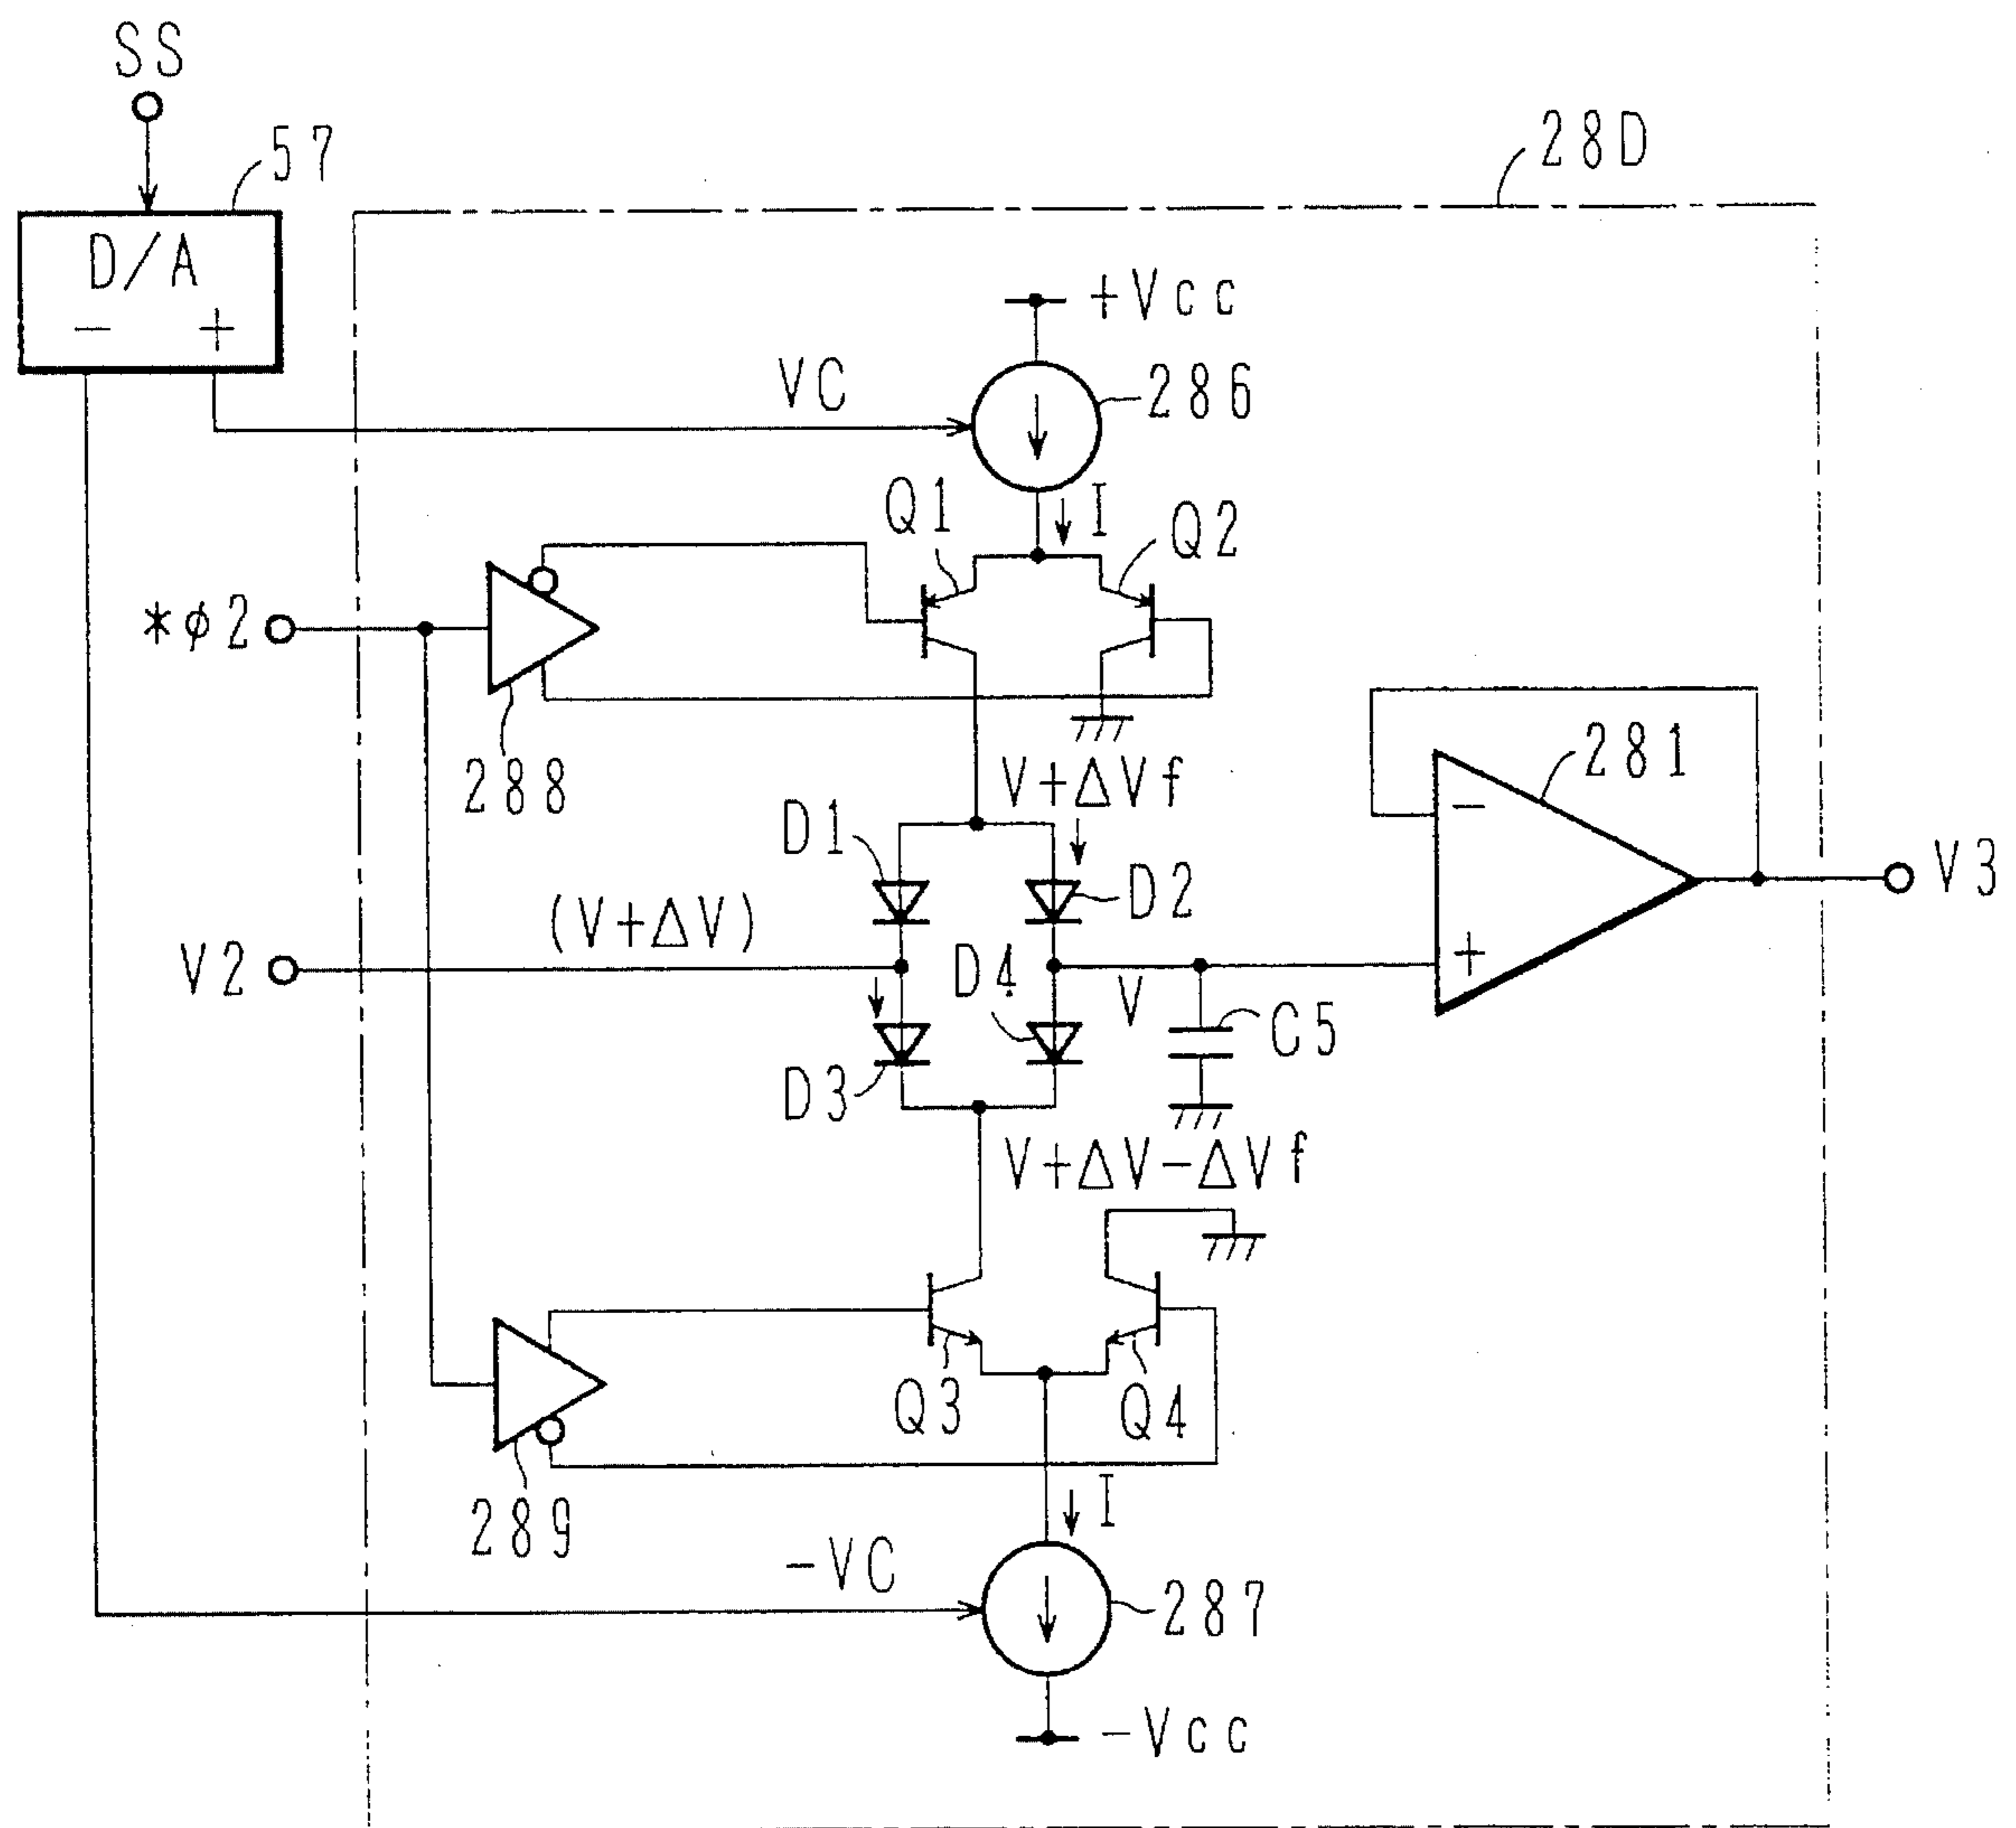 SS
57
28D
D/A
− +
+Vcc
VC
286
Q1
I
Q2
*φ2
288
V+ΔVf
281
D1
−
D2
V3
(V+ΔV)
V2
D4
+
V
C5
D3
V+ΔV−ΔVf
Q3
Q4
289
I
−VC
287
−Vcc